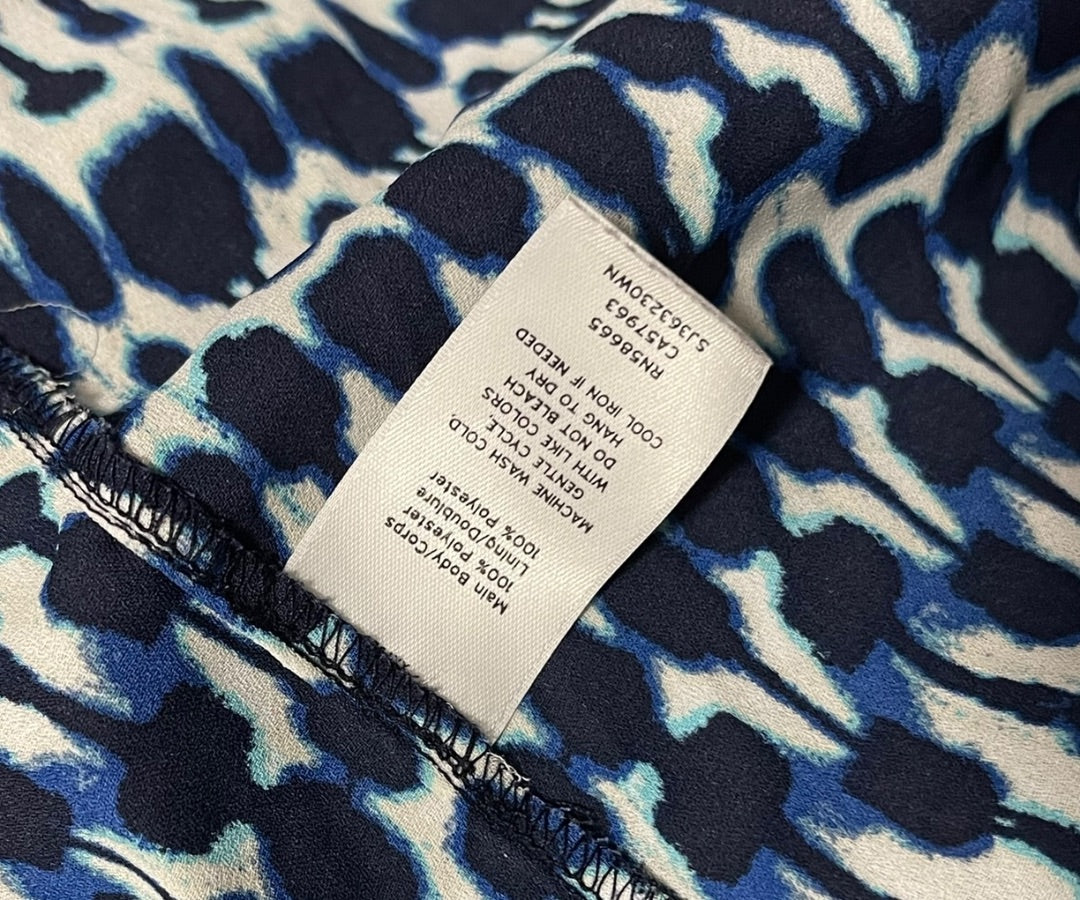 Main Body/Corps
100% Polyester
Lining/Doublure
100% Polyester
MACHINE WASH COLD,
GENTLE CYCLE,
WITH LIKE COLORS
DO NOT BLEACH
HANG TO DRY
COOL IRON IF NEEDED
RN58665
CA57963
SJ363230WN